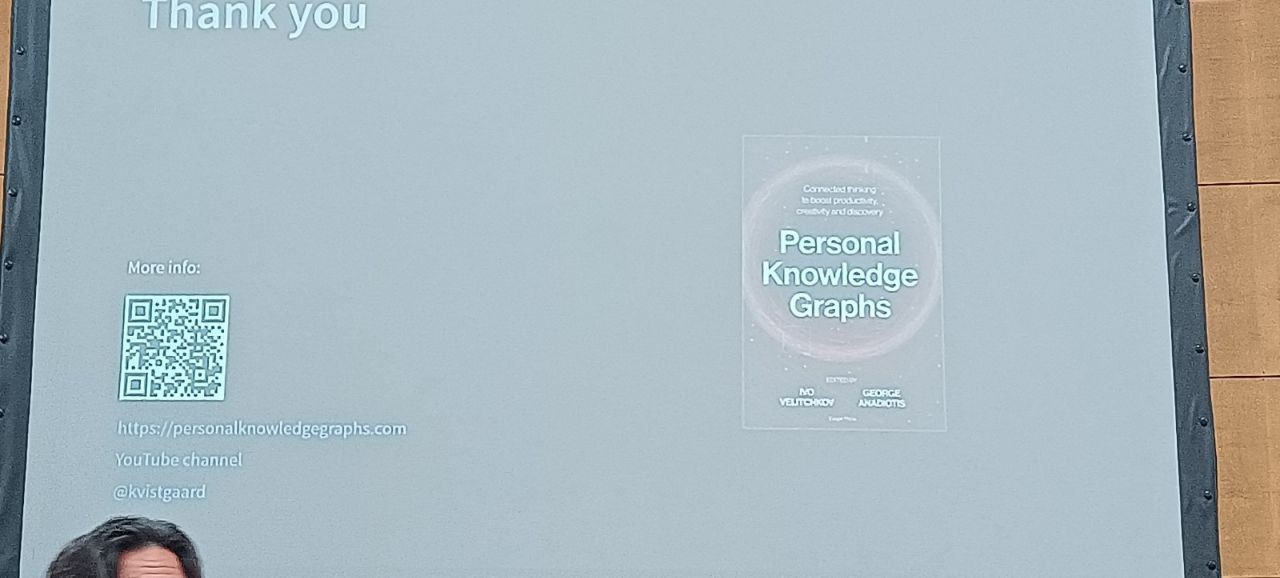 Thank you
More info:
https://personalknowledgegraphs.com
YouTube channel
@kvistgaard
Connected thinking
to boost productivity,
creativity and discovery
Personal
Knowledge
Graphs
EDITED BY
IVO
VELITCHKOV
GEORGE
ANADIOTIS